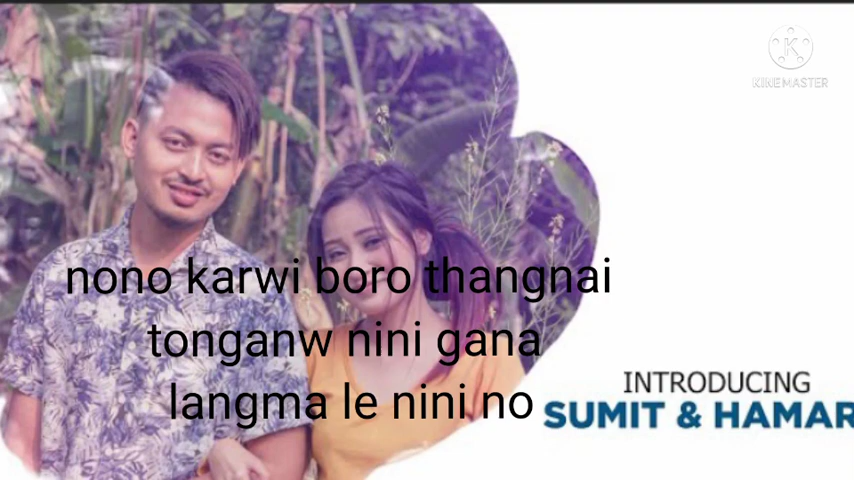 KINEMASTER
nono karwi boro thangnai
tonganw nini gana
langma le nini no
INTRODUCING
SUMIT & HAMAR